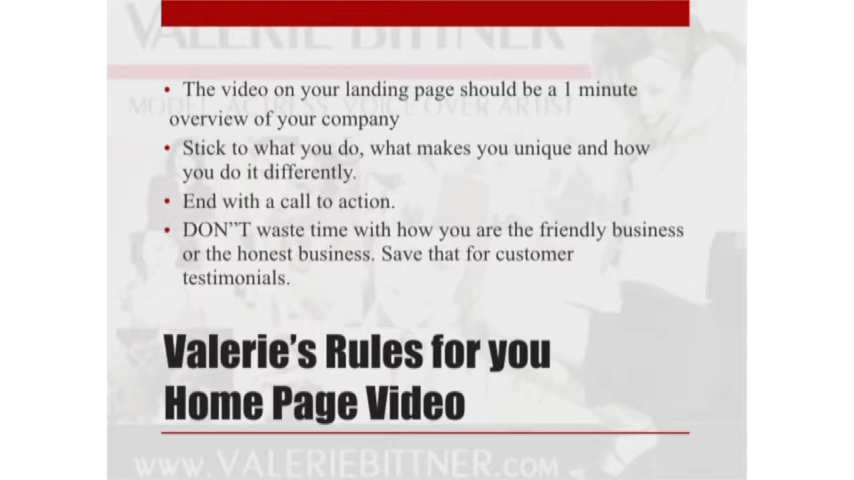 VALERIE BITTNER
• The video on your landing page should be a 1 minute
MODEL, ACTRESS, VOICE OVER ARTIST
overview of your company
• Stick to what you do, what makes you unique and how
you do it differently.
• End with a call to action.
• DON"T waste time with how you are the friendly business
or the honest business. Save that for customer
testimonials.
Valerie's Rules for you
Home Page Video
www.VALERIEBITTNER.COM